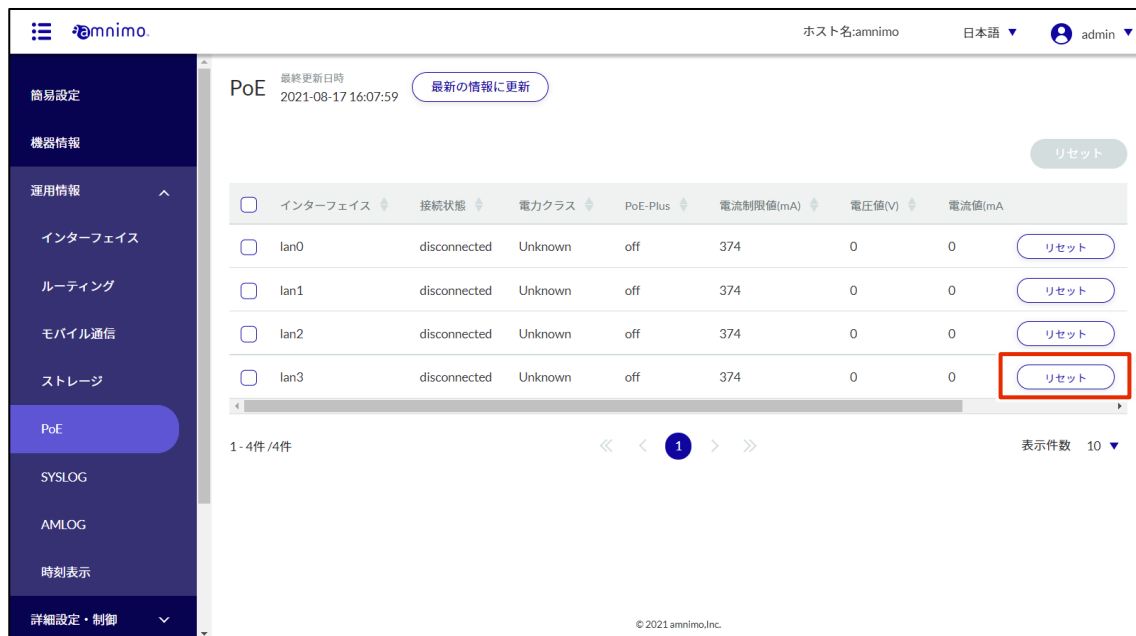 amnimo.
ホスト名:amnimo
日本語 ▼
admin ▼
簡易設定
機器情報
運用情報
インターフェイス
ルーティング
モバイル通信
ストレージ
PoE
SYSLOG
AMLOG
時刻表示
詳細設定・制御
PoE
最終更新日時
2021-08-17 16:07:59
最新の情報に更新
リセット
インターフェイス 接続状態 電力クラス PoE-Plus 電流制限値(mA) 電圧値(V) 電流値(mA
lan0 disconnected Unknown off 374 0 0 リセット
lan1 disconnected Unknown off 374 0 0 リセット
lan2 disconnected Unknown off 374 0 0 リセット
lan3 disconnected Unknown off 374 0 0 リセット
1 - 4件 /4件
1
表示件数 10 ▼
© 2021 amnimo,Inc.